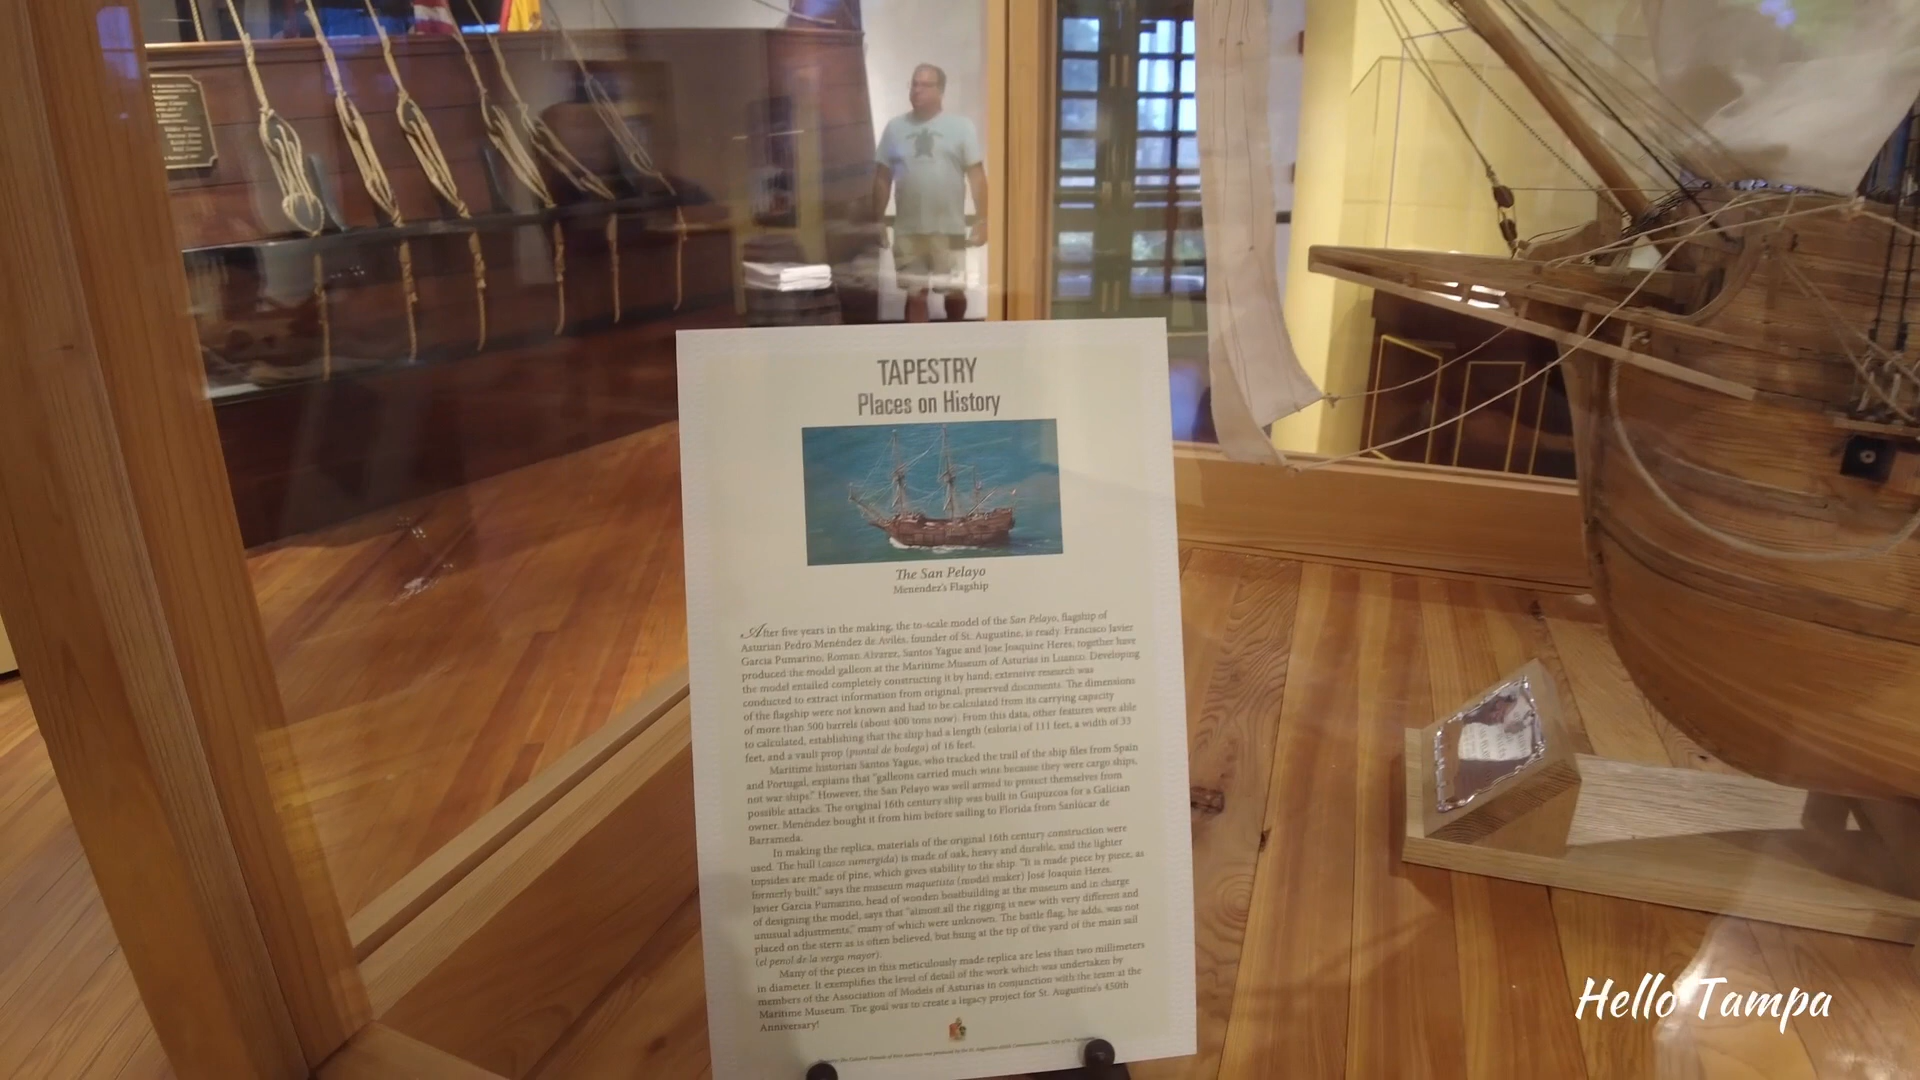 TAPESTRY
Places on History
The San Pelayo
Menendez's Flagship
After five years in the making, the to-scale model of the San Pelayo, flagship of
Asturian Pedro Menéndez de Avilés, founder of St. Augustine, is ready. Francisco Javier
Garcia Pumarino, Roman Alvarez, Santos Yague and Jose Joaquine Heres, together have
produced the model galleon at the Maritime Museum of Asturias in Luanco. Developing
the model entailed completely constructing it by hand, extensive research was
conducted to extract information from original, preserved documents. The dimensions
of the flagship were not known and had to be calculated from its carrying capacity
of more than 500 barrels (about 400 tons now). From this data, other features were able
to calculated, establishing that the ship had a length (esloria) of 111 feet, a width of 33
feet, and a vault prop (puntal de bodega) of 16 feet.
Maritime historian Santos Yague, who tracked the trail of the ship files from Spain
and Portugal, explains that "galleons carried much wine because they were cargo ships,
not war ships." However, the San Pelayo was well armed to protect themselves from
possible attacks. The original 16th century ship was built in Guipúzcoa for a Galician
owner. Menéndez bought it from him before sailing to Florida from Sanlúcar de
Barrameda.
In making the replica, materials of the original 16th century construction were
used. The hull (casco sumergida) is made of oak, heavy and durable, and the lighter
topsides are made of pine, which gives stability to the ship. "It is made piece by piece, as
formerly built," says the museum maquetista (model maker) José Joaquin Heres.
Javier Garcia Pumarino, head of wooden boatbuilding at the museum and in charge
of designing the model, says that "almost all the rigging is new with very different and
unusual adjustments," many of which were unknown. The battle flag, he adds, was not
placed on the stern as is often believed, but hung at the tip of the yard of the main sail
(el penol de la verga mayor).
Many of the pieces in this meticulously made replica are less than two millimeters
in diameter. It exemplifies the level of detail of the work which was undertaken by
members of the Association of Models of Asturias in conjunction with the team at the
Maritime Museum. The goal was to create a legacy project for St. Augustine's 450th
Anniversary!
Hello Tampa